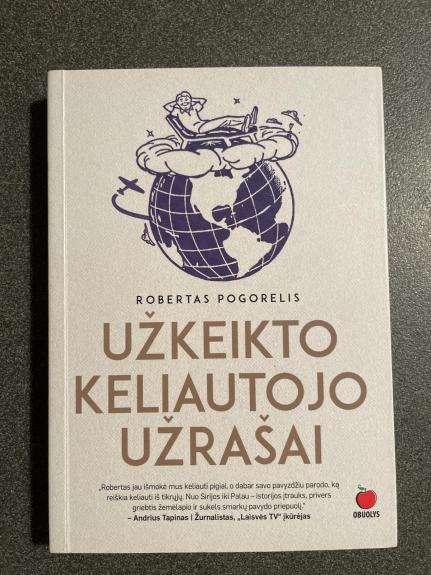 ROBERTAS POGORELIS
UŽKEIKTO
KELIAUTOJO
UŽRAŠAI
„Robertas jau išmokė mus keliauti pigiai, o dabar savo pavyzdžiu parodo, ką
reiškia keliauti iš tikrųjų. Nuo Sirijos iki Palau – istorijos įtrauks, privers
griebtis žemėlapio ir sukels smarkų pavydo priepuolį.“
– Andrius Tapinas | Žurnalistas, „Laisvės TV“ įkūrėjas
OBUOLYS